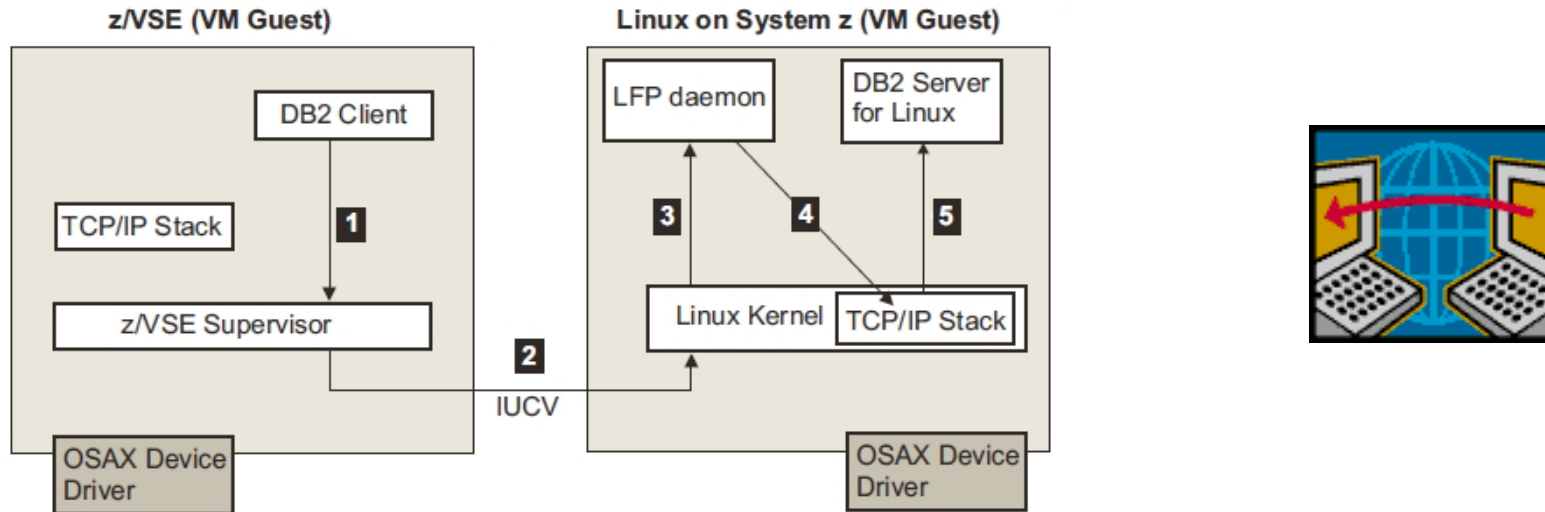 z/VSE (VM Guest)
DB2 Client
TCP/IP Stack
1
z/VSE Supervisor
OSAX Device
Driver
2
IUCV
Linux on System z (VM Guest)
LFP daemon
DB2 Server
for Linux
3
4
5
Linux Kernel
TCP/IP Stack
OSAX Device
Driver